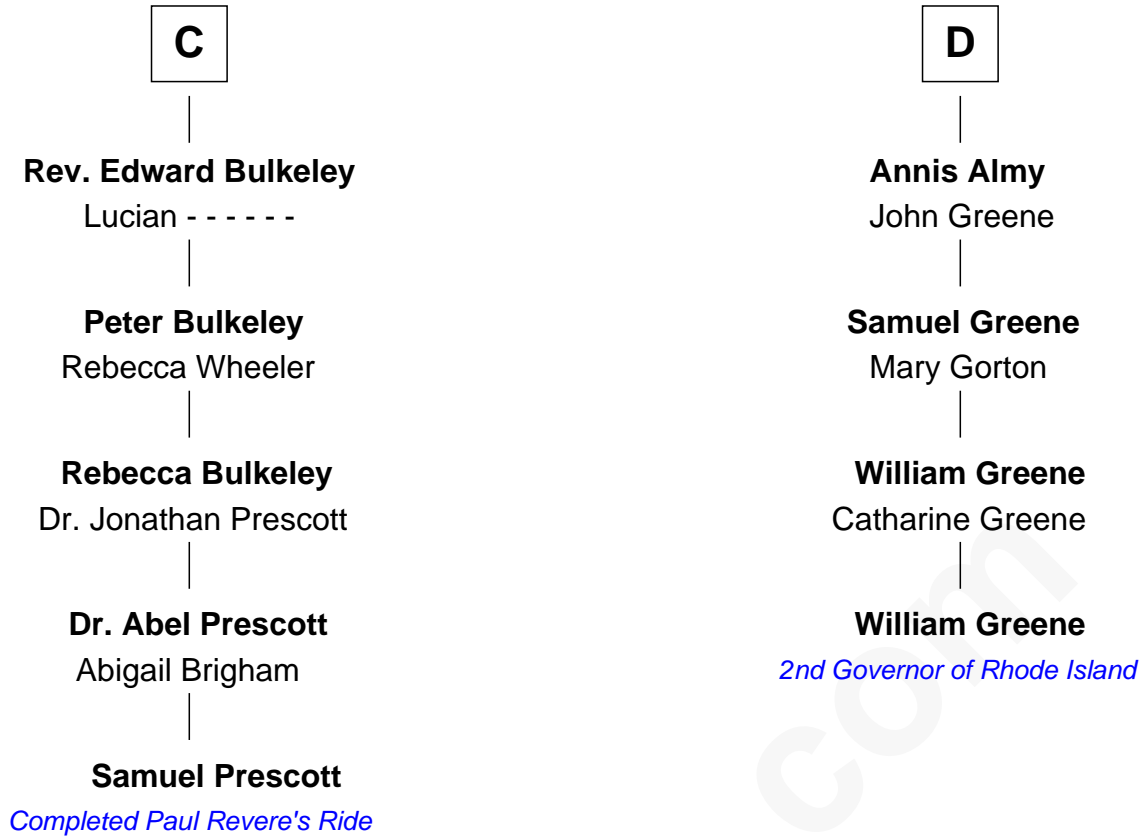 C
Rev. Edward Bulkeley
Lucian - - - - - -
Peter Bulkeley
Rebecca Wheeler
Rebecca Bulkeley
Dr. Jonathan Prescott
Dr. Abel Prescott
Abigail Brigham
Samuel Prescott
Completed Paul Revere's Ride
D
Annis Almy
John Greene
Samuel Greene
Mary Gorton
William Greene
Catharine Greene
William Greene
2nd Governor of Rhode Island
com